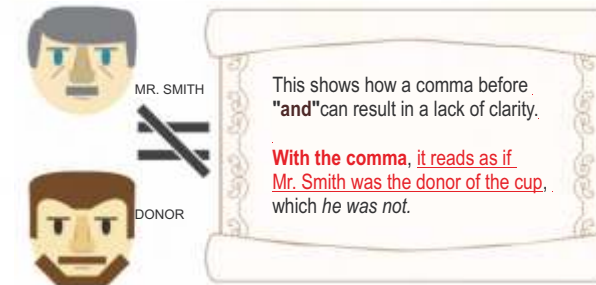 MR. SMITH
DONOR
This shows how a comma before
"and"can result in a lack of clarity.
With the comma, it reads as if
Mr. Smith was the donor of the cup,
which he was not.